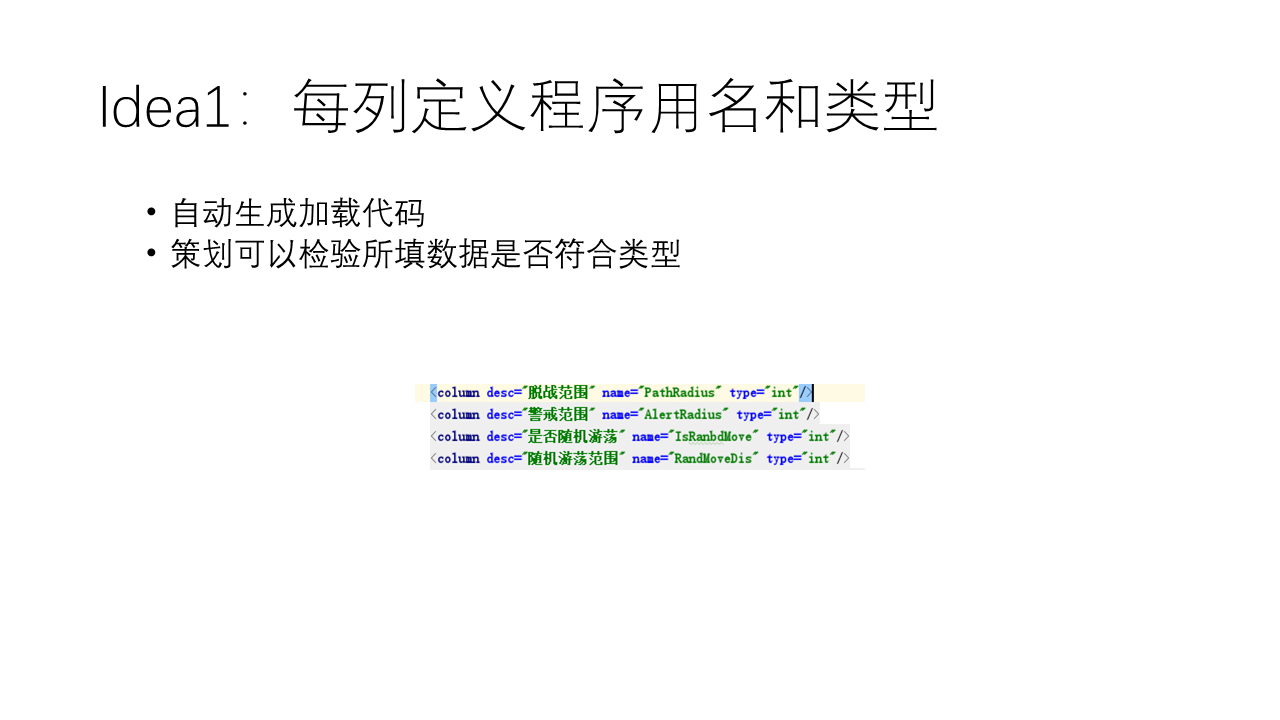 Idea1：每列定义程序用名和类型
• 自动生成加载代码
• 策划可以检验所填数据是否符合类型
<column desc="脱战范围" name="PathRadius" type="int"/>
<column desc="警戒范围" name="AlertRadius" type="int"/>
<column desc="是否随机游荡" name="IsRanbdMove" type="int"/>
<column desc="随机游荡范围" name="RandMoveDis" type="int"/>